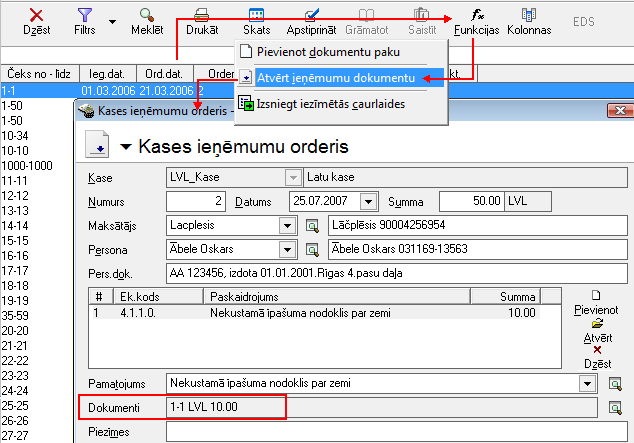 Dzēst Filtrs Meklēt Drukāt Skats Apstiprināt Grāmatot Saistīt Funkcijas Kolonnas EDS
Čeks no - līdz Ieg.dat. Ord.dat. Order kt.
1-1 01.03.2006 21.03.2006 2
Pievienot dokumentu paku
Atvērt ieņēmumu dokumentu
Izsniegt iezīmētās caurlaides
1-50
1-50
10-34
10-10
1000-1000
11-11
12-12
13-13
14-14
15-15
16-16
17-17
18-18
19-19
35-59
20-20
21-21
22-22
23-23
24-24
25-25
26-26
27-27
Kases ieņēmumu orderis -
Kases ieņēmumu orderis
Kase LVL_Kase Latu kase
Numurs 2 Datums 25.07.2007 Summa 50.00 LVL
Maksātājs Lacplesis Lāčplēsis 90004256954
Persona Ābele Oskars Ābele Oskars 031169-13563
Pers.dok. AA 123456, izdota 01.01.2001.Rīgas 4.pasu daļa
# Ek.kods Paskaidrojums Summa
1 4.1.1.0. Nekustamā īpašuma nodoklis par zemi 10.00
Pievienot
Atvērt
Dzēst
Pamatojums Nekustamā īpašuma nodoklis par zemi
Dokumenti 1-1 LVL 10.00
Piezīmes